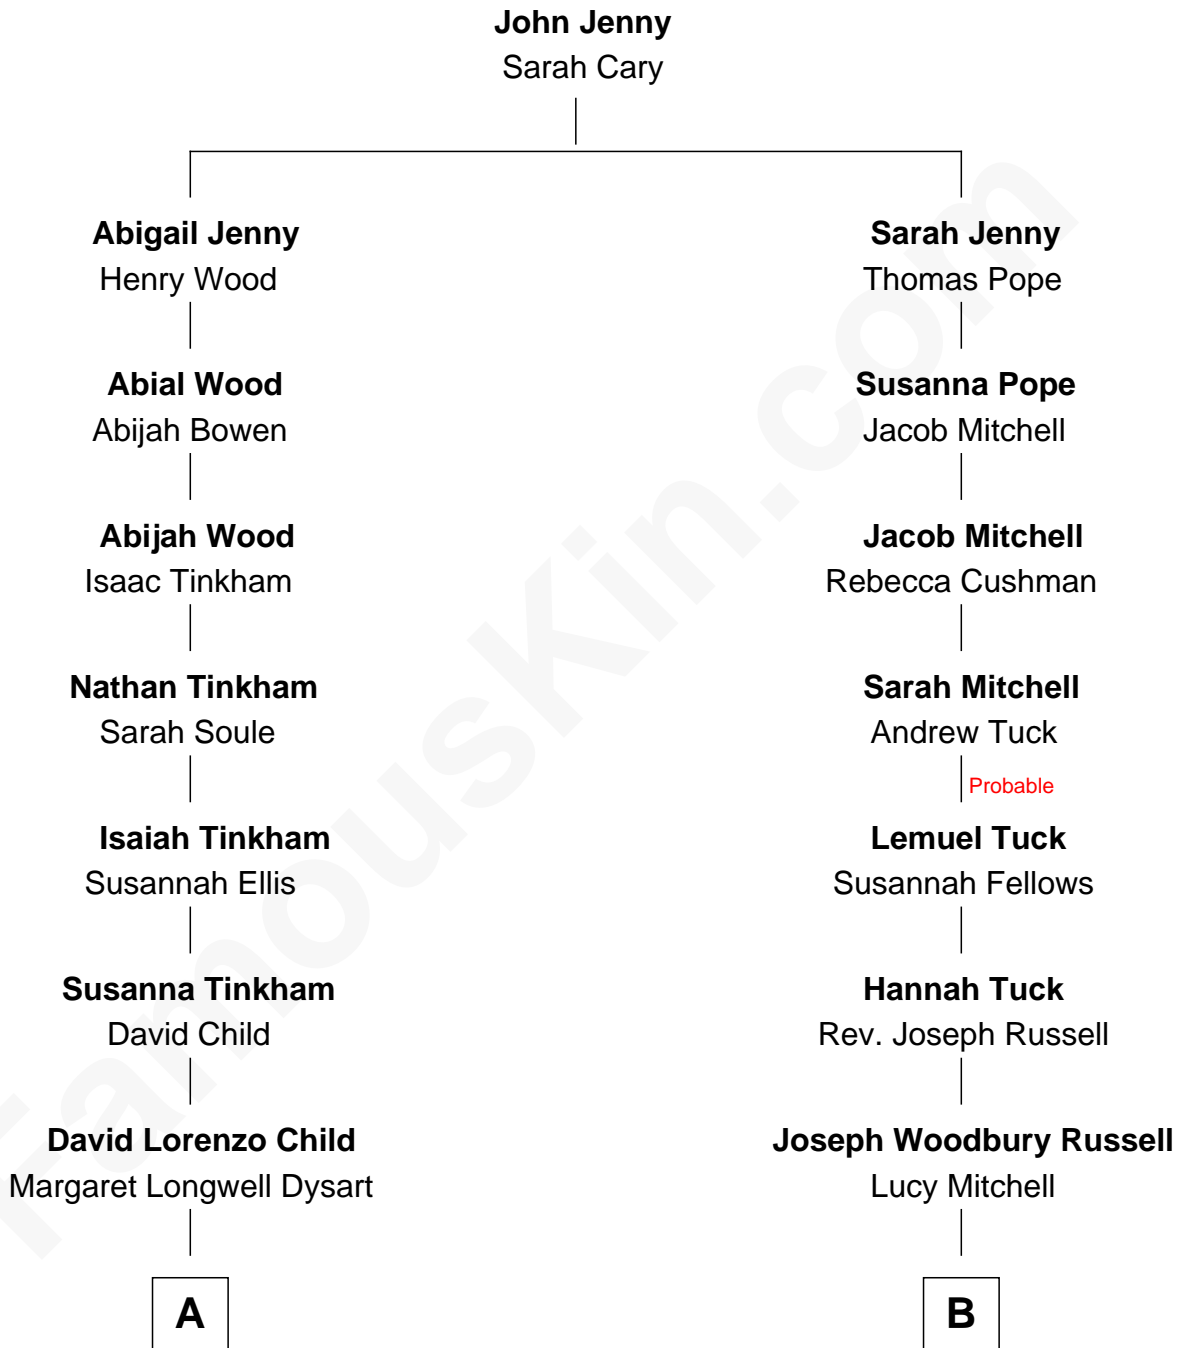 John Jenny
Sarah Cary
Abigail Jenny
Henry Wood
Sarah Jenny
Thomas Pope
Abial Wood
Abijah Bowen
Susanna Pope
Jacob Mitchell
Abijah Wood
Isaac Tinkham
Jacob Mitchell
Rebecca Cushman
Nathan Tinkham
Sarah Soule
Sarah Mitchell
Andrew Tuck
Probable
Isaiah Tinkham
Susannah Ellis
Lemuel Tuck
Susannah Fellows
Susanna Tinkham
David Child
Hannah Tuck
Rev. Joseph Russell
David Lorenzo Child
Margaret Longwell Dysart
Joseph Woodbury Russell
Lucy Mitchell
A
B
FamousKin.com